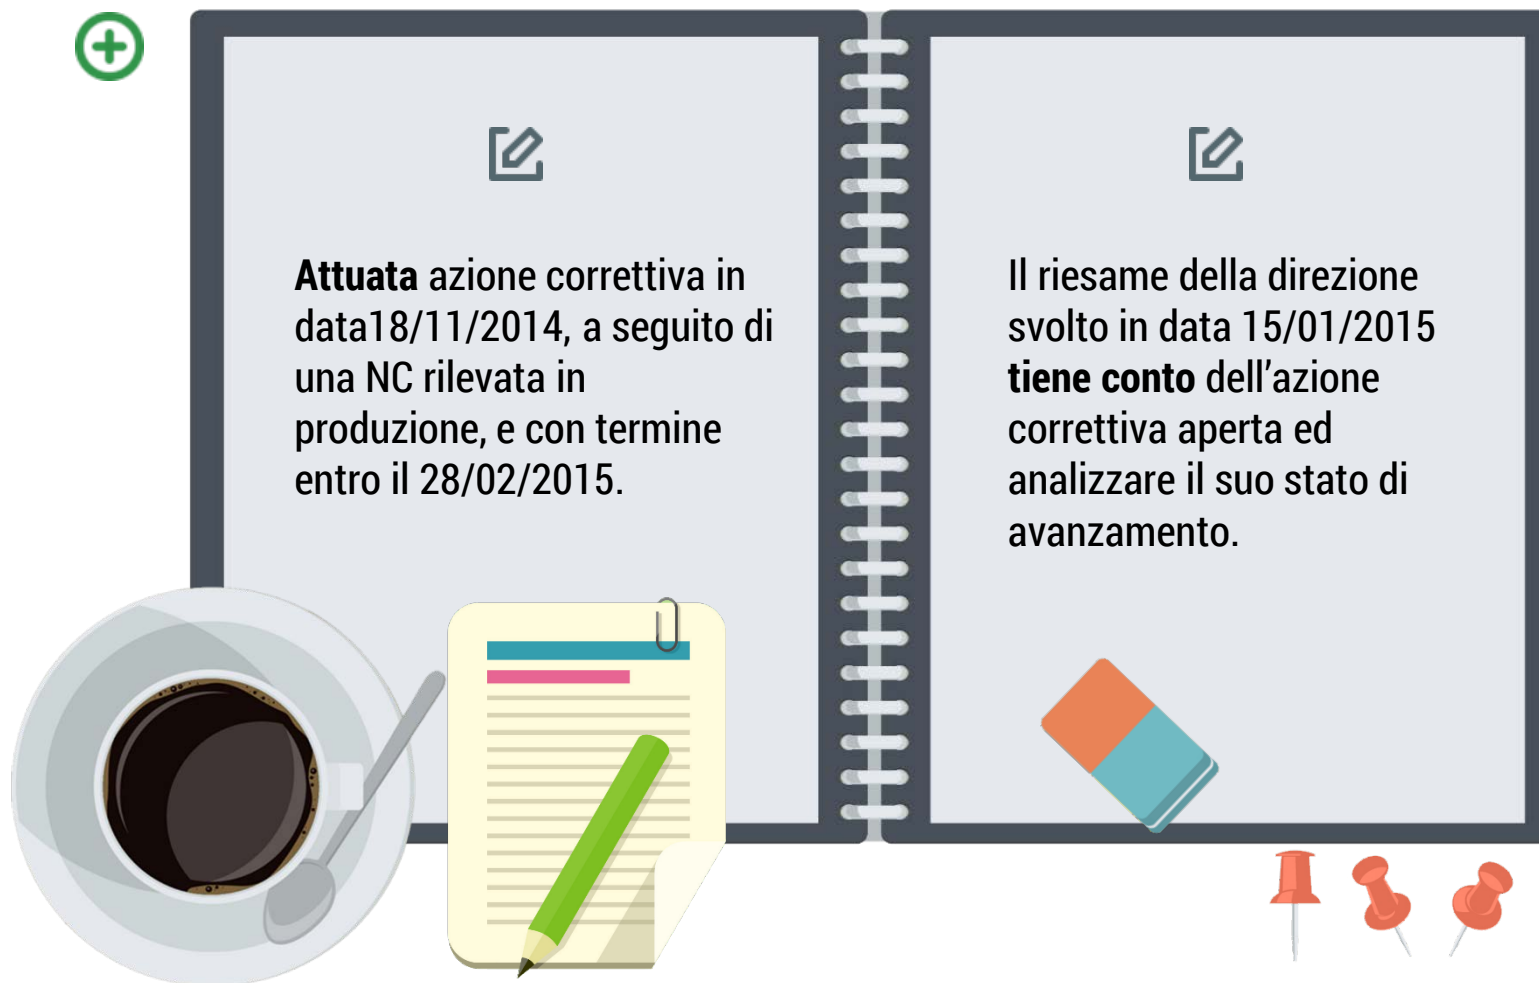 Attuata azione correttiva in
data18/11/2014, a seguito di
una NC rilevata in
produzione, e con termine
entro il 28/02/2015.
Il riesame della direzione
svolto in data 15/01/2015
tiene conto dell’azione
correttiva aperta ed
analizzare il suo stato di
avanzamento.